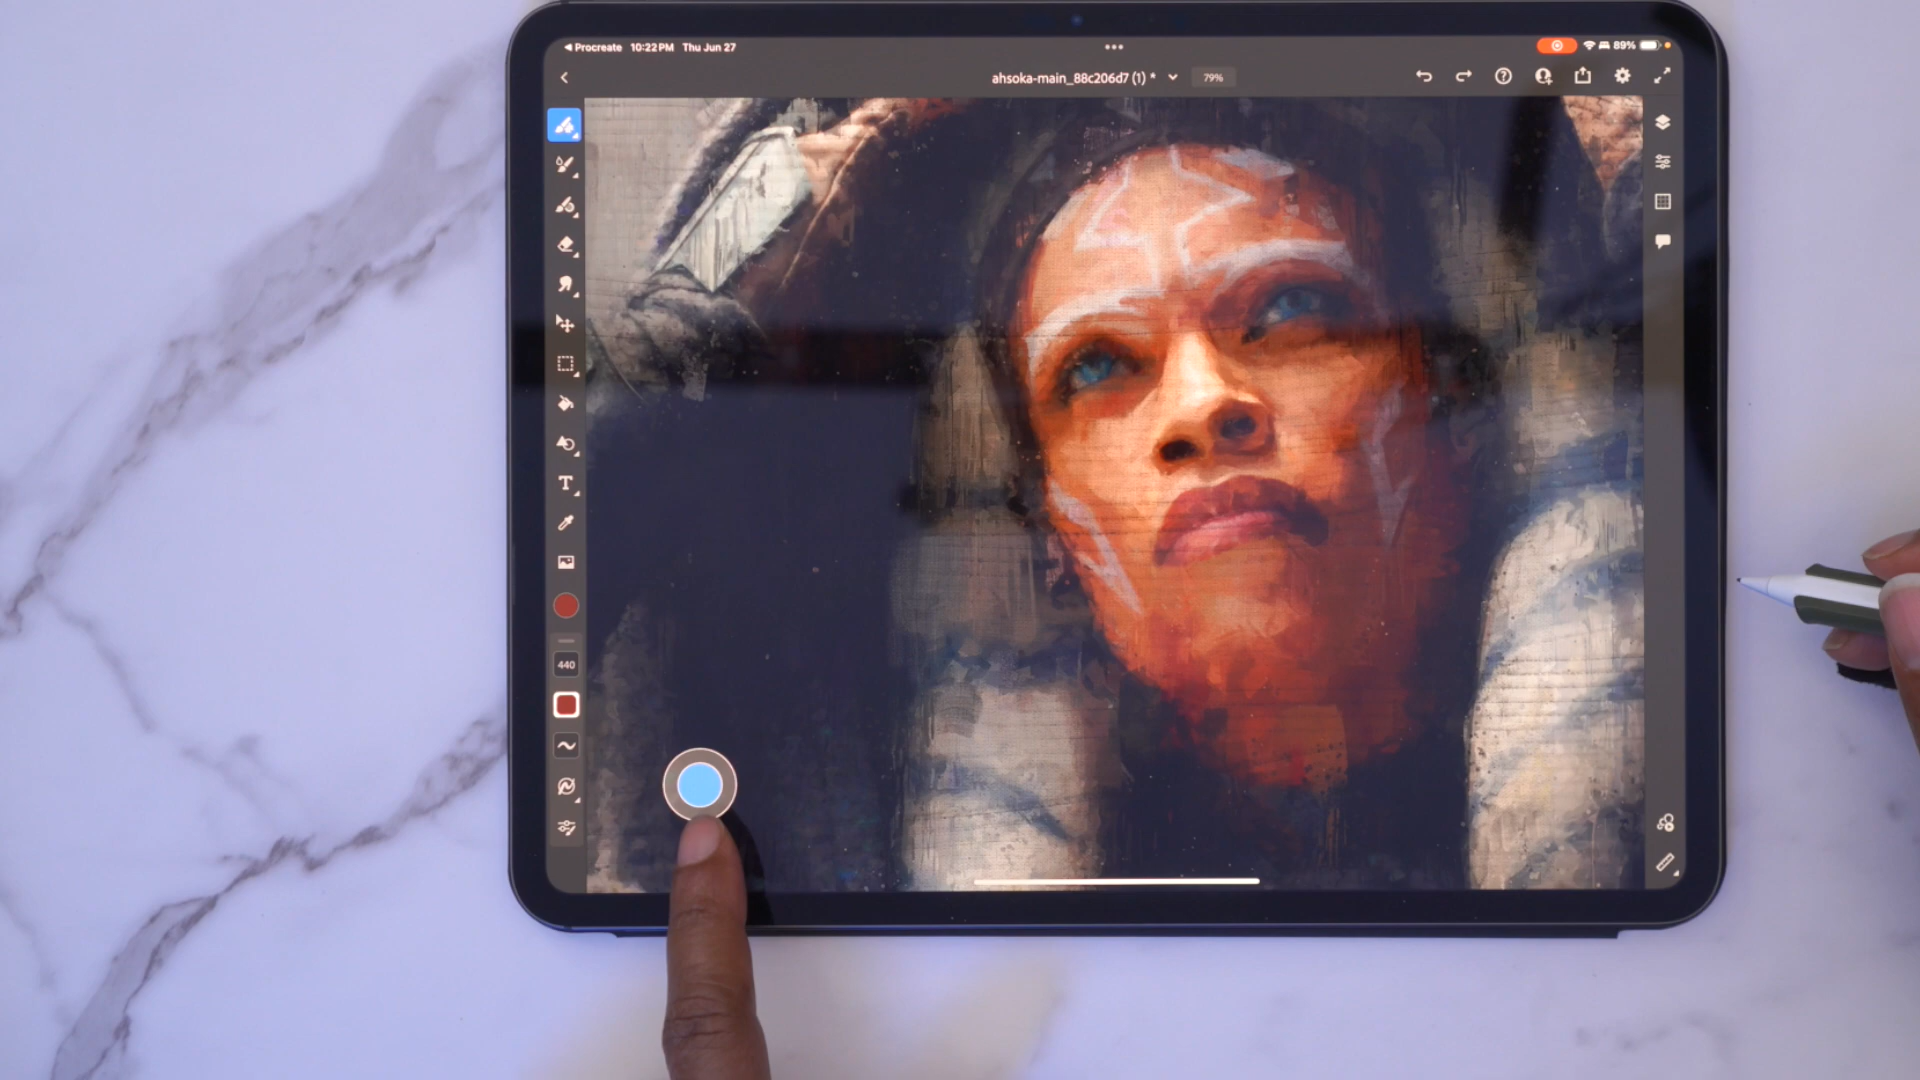 Procreate 10:22 PM Thu Jun 27
89%
ahsoka-main_88c206d7 (1) *
79%
T
440